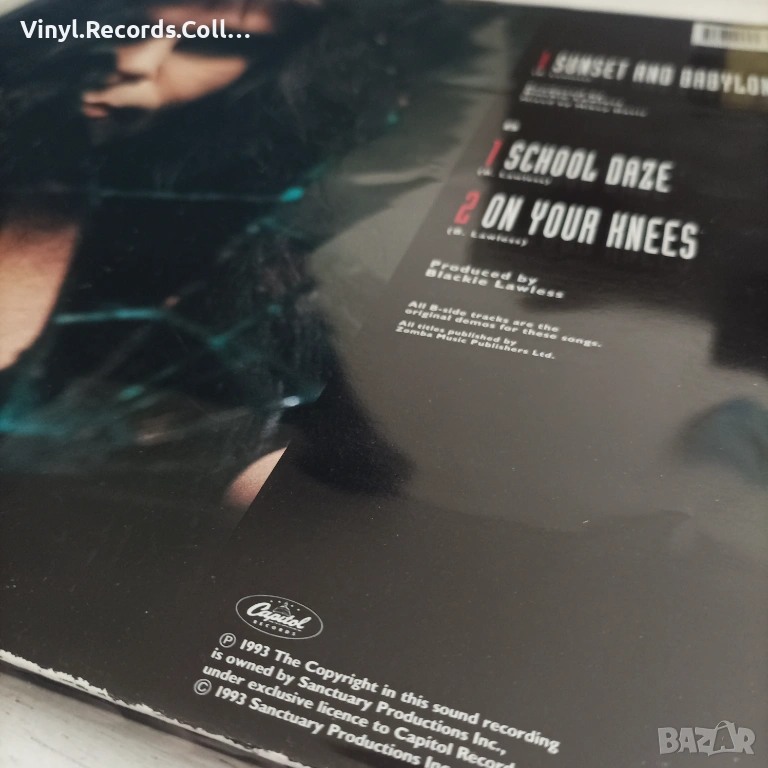 Vinyl.Records.Coll...
1 SUNSET AND BABYLON
1 SCHOOL DAZE
(B. Lawless)
2 ON YOUR KNEES
(B. Lawless)
Produced by
Blackie Lawless
All B-side tracks are the
original demos for these songs.
All titles published by
Zomba Music Publishers Ltd.
Capitol
RECORDS
℗ 1993 The Copyright in this sound recording
is owned by Sanctuary Productions Inc.,
under exclusive licence to Capitol Record
© 1993 Sanctuary Productions Inc
BAZAR